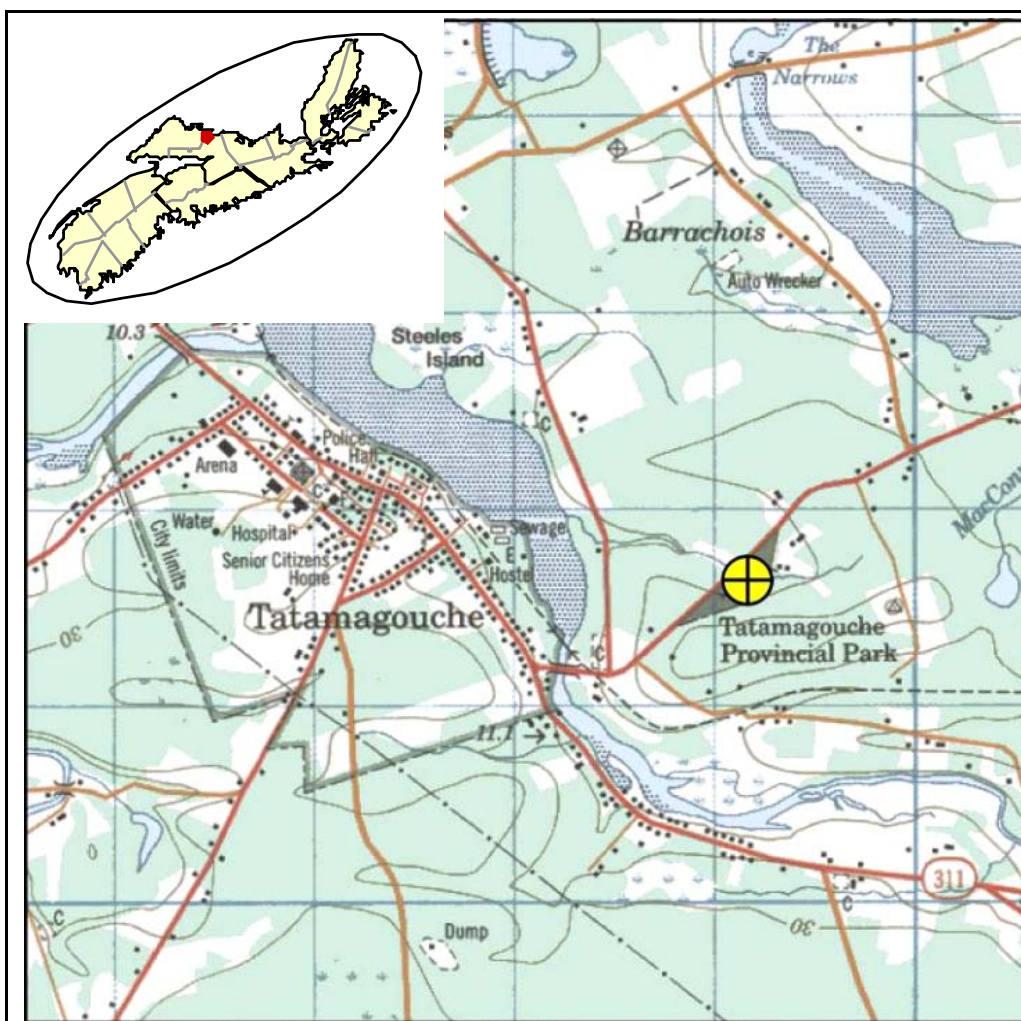 The
Narrows
Barrachois
Auto Wrecker
10.3
Steeles
Island
Police
Hall
Arena
C
Water
Hospital
Sewage
E
Hostel
City limits
Senior Citizens
Home
Tatamagouche
30
Tatamagouche
Provincial Park
C
11.1
311
C
C
30
0
Dump